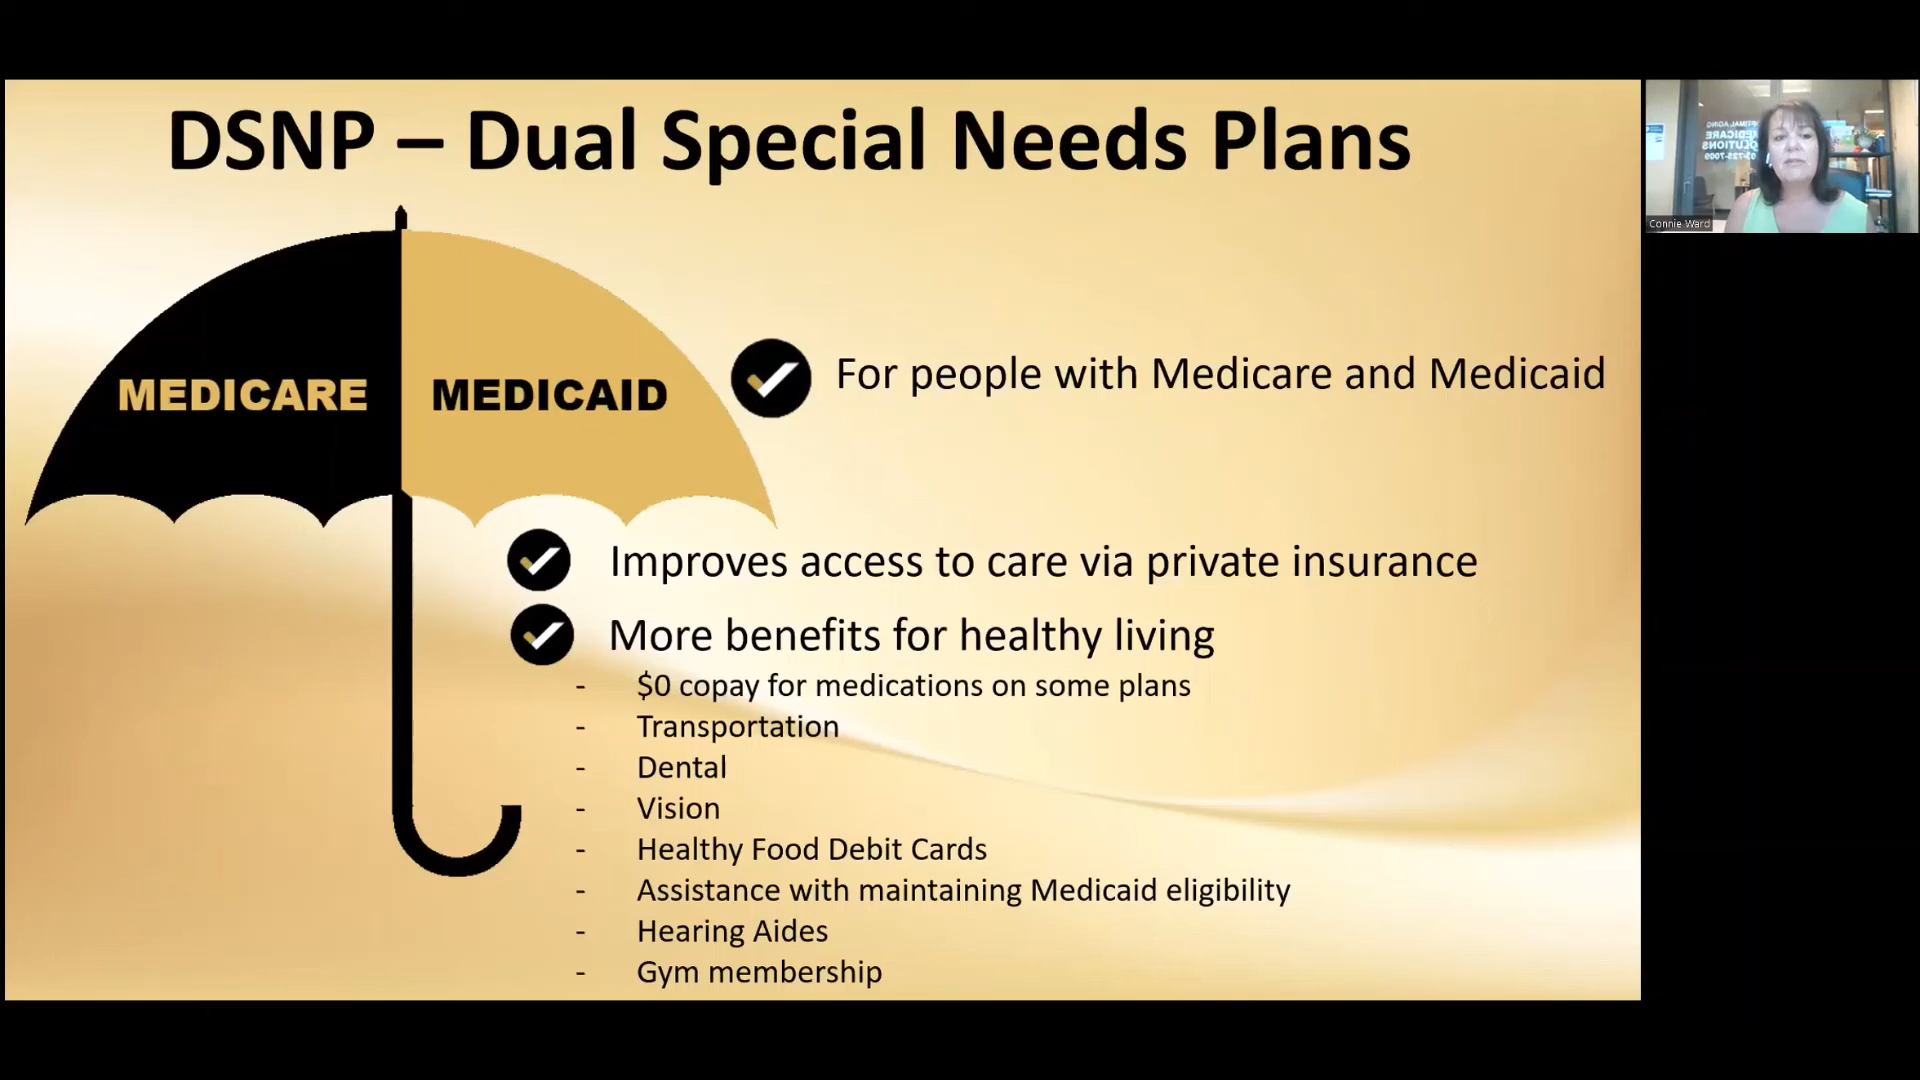 DSNP – Dual Special Needs Plans
MEDICARE
MEDICAID
For people with Medicare and Medicaid
Improves access to care via private insurance
More benefits for healthy living
- $0 copay for medications on some plans
- Transportation
- Dental
- Vision
- Healthy Food Debit Cards
- Assistance with maintaining Medicaid eligibility
- Hearing Aides
- Gym membership
Connie Ward